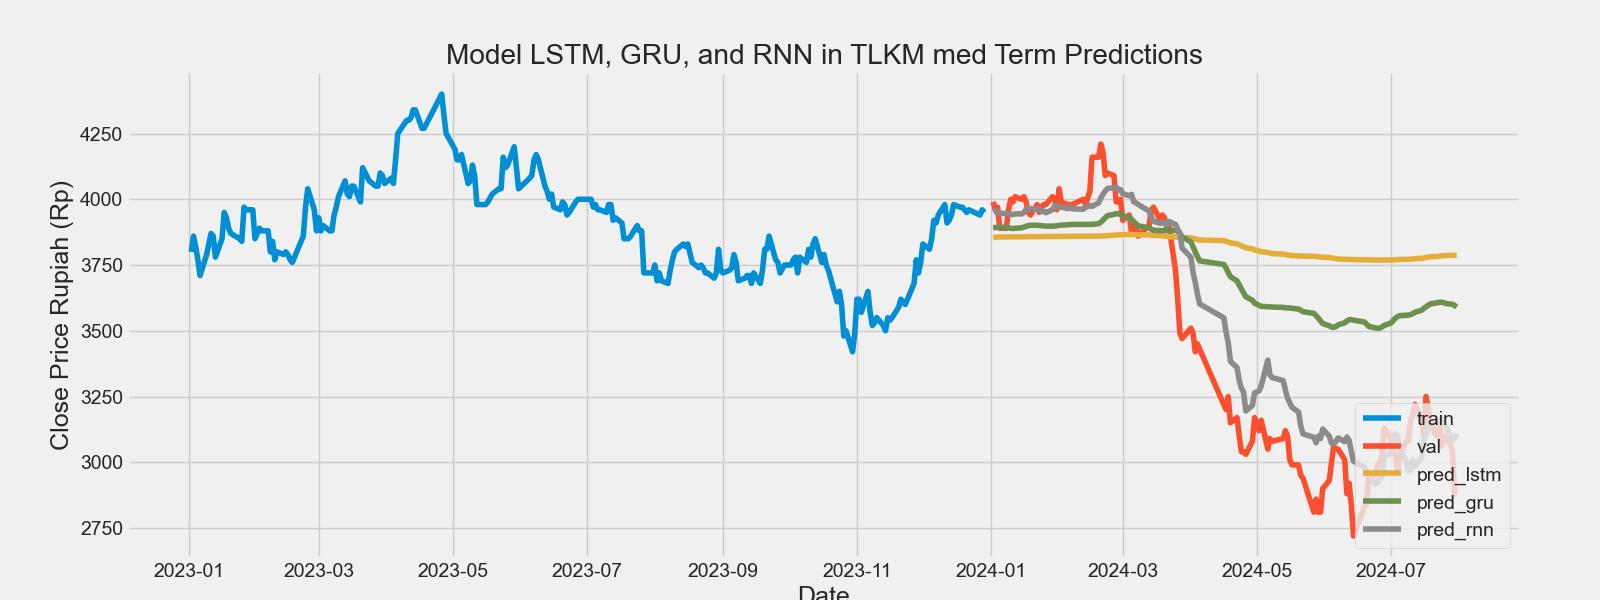 Model LSTM, GRU, and RNN in TLKM med Term Predictions
Close Price Rupiah (Rp)
4250
4000
3750
3500
3250
3000
2750
train
val
pred_lstm
pred_gru
pred_rnn
2023-01 2023-03 2023-05 2023-07 2023-09 2023-11 2024-01 2024-03 2024-05 2024-07
Date